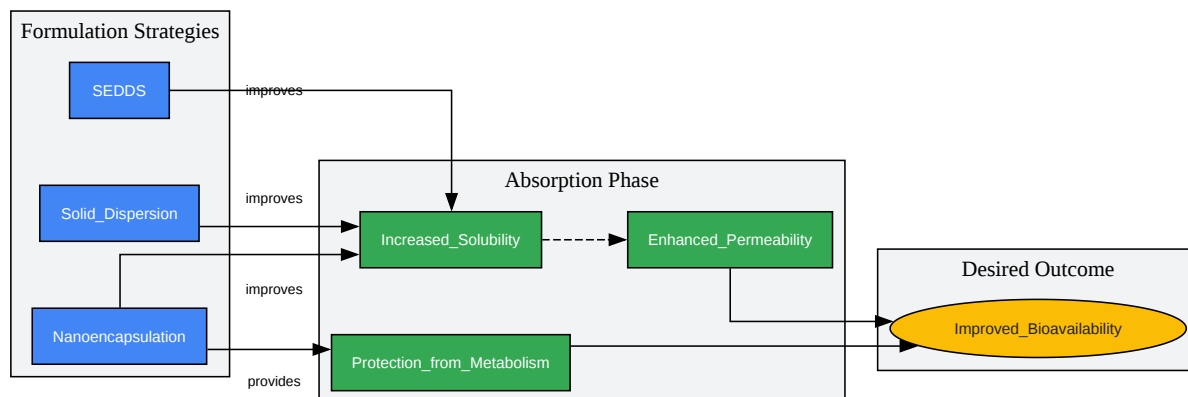 Formulation Strategies
SEDDS
improves
Absorption Phase
Solid_Dispersion
improves
Increased_Solubility
Enhanced_Permeability
Desired Outcome
improves
Nanoencapsulation
Improved_Bioavailability
Protection_from_Metabolism
provides